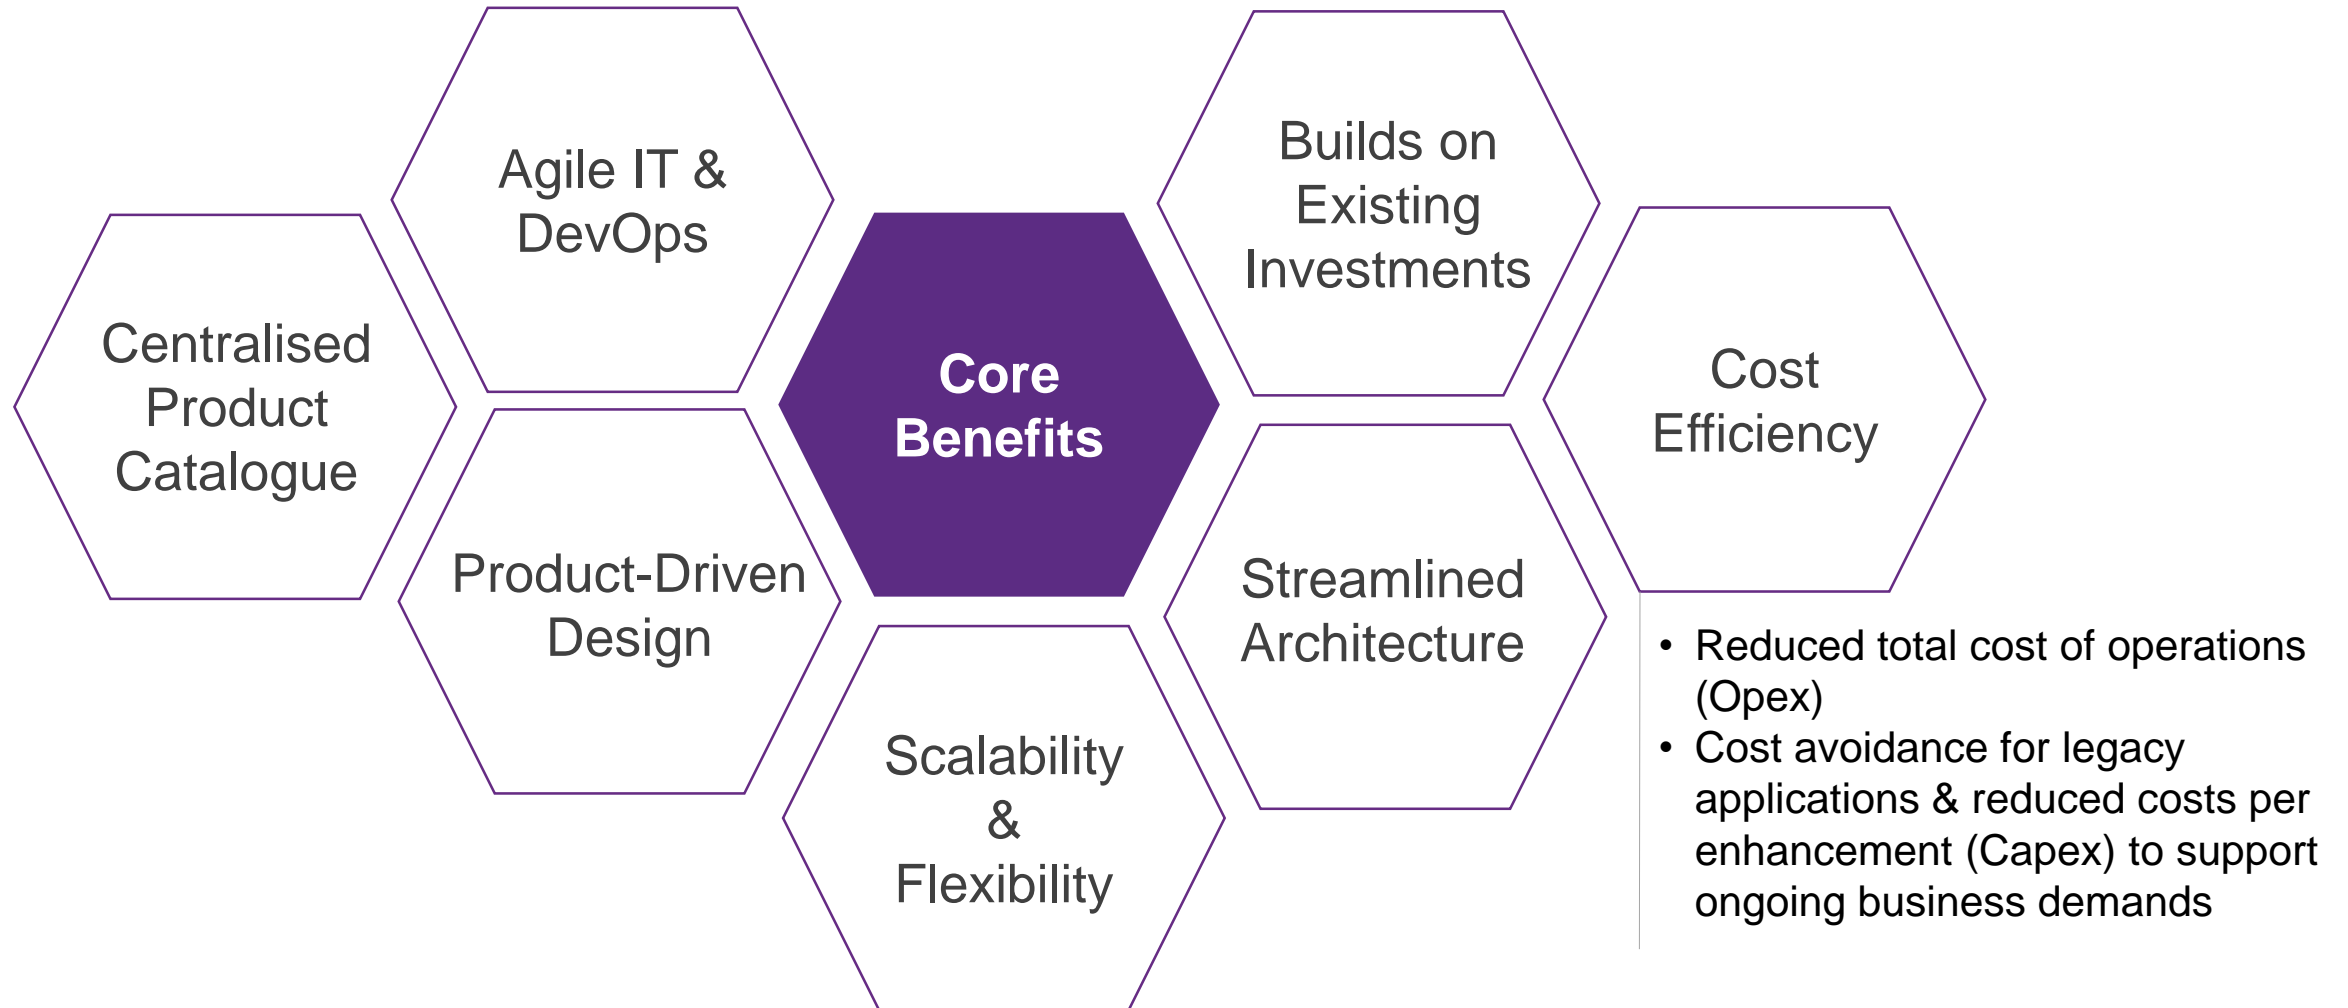 Centralised
Product
Catalogue
Agile IT &
DevOps
Product-Driven
Design
Core
Benefits
Scalability
&
Flexibility
Builds on
Existing
Investments
Streamlined
Architecture
Cost
Efficiency
• Reduced total cost of operations
(Opex)
• Cost avoidance for legacy
applications & reduced costs per
enhancement (Capex) to support
ongoing business demands